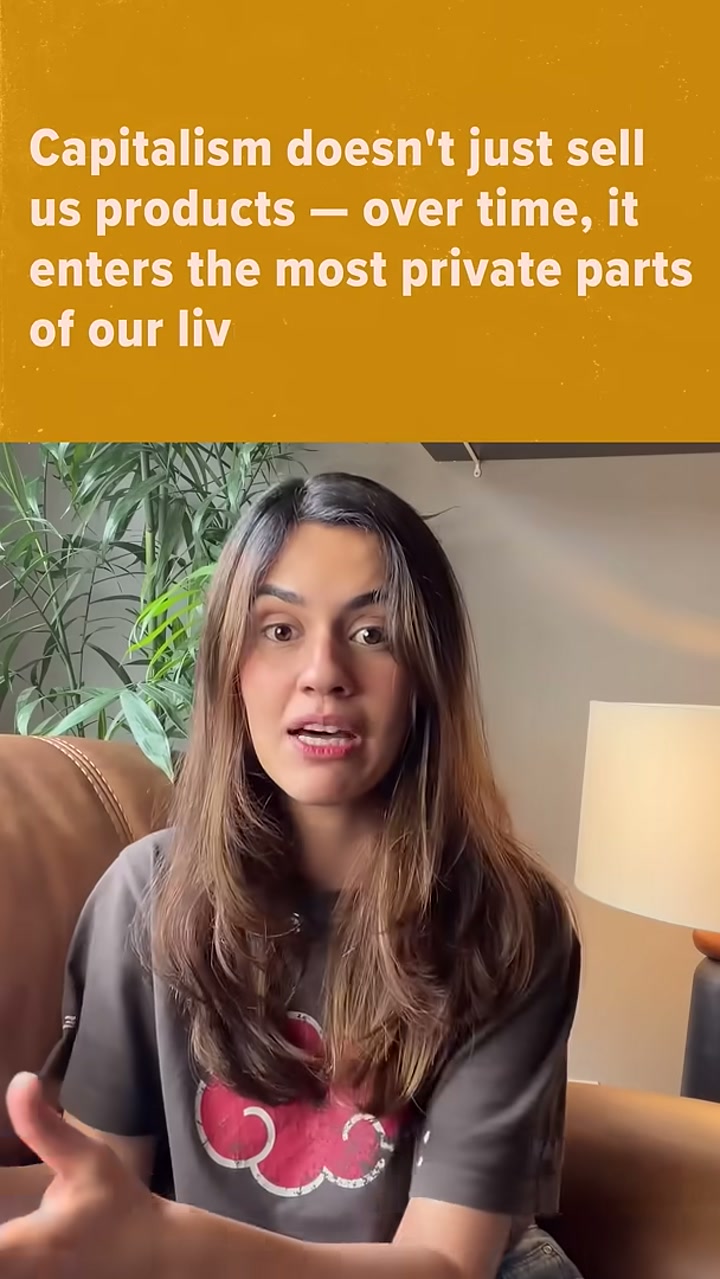 Capitalism doesn't just sell
us products — over time, it
enters the most private parts
of our liv